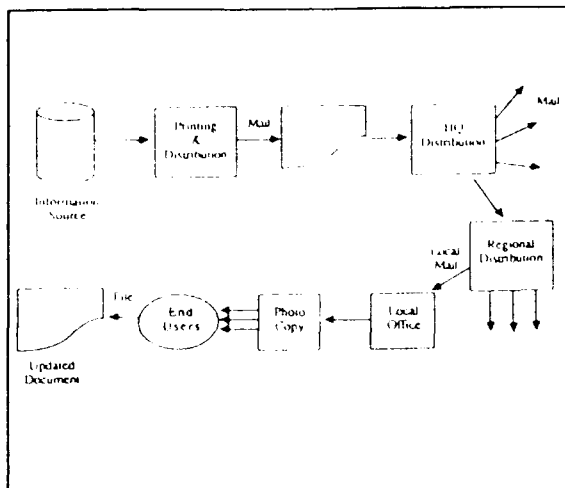 Information
Source
Printing
&
Distribution
Mail
HQ
Distribution
Mail
Regional
Distribution
Local
Mail
Local
Office
Photo
Copy
End
Users
File
Updated
Document